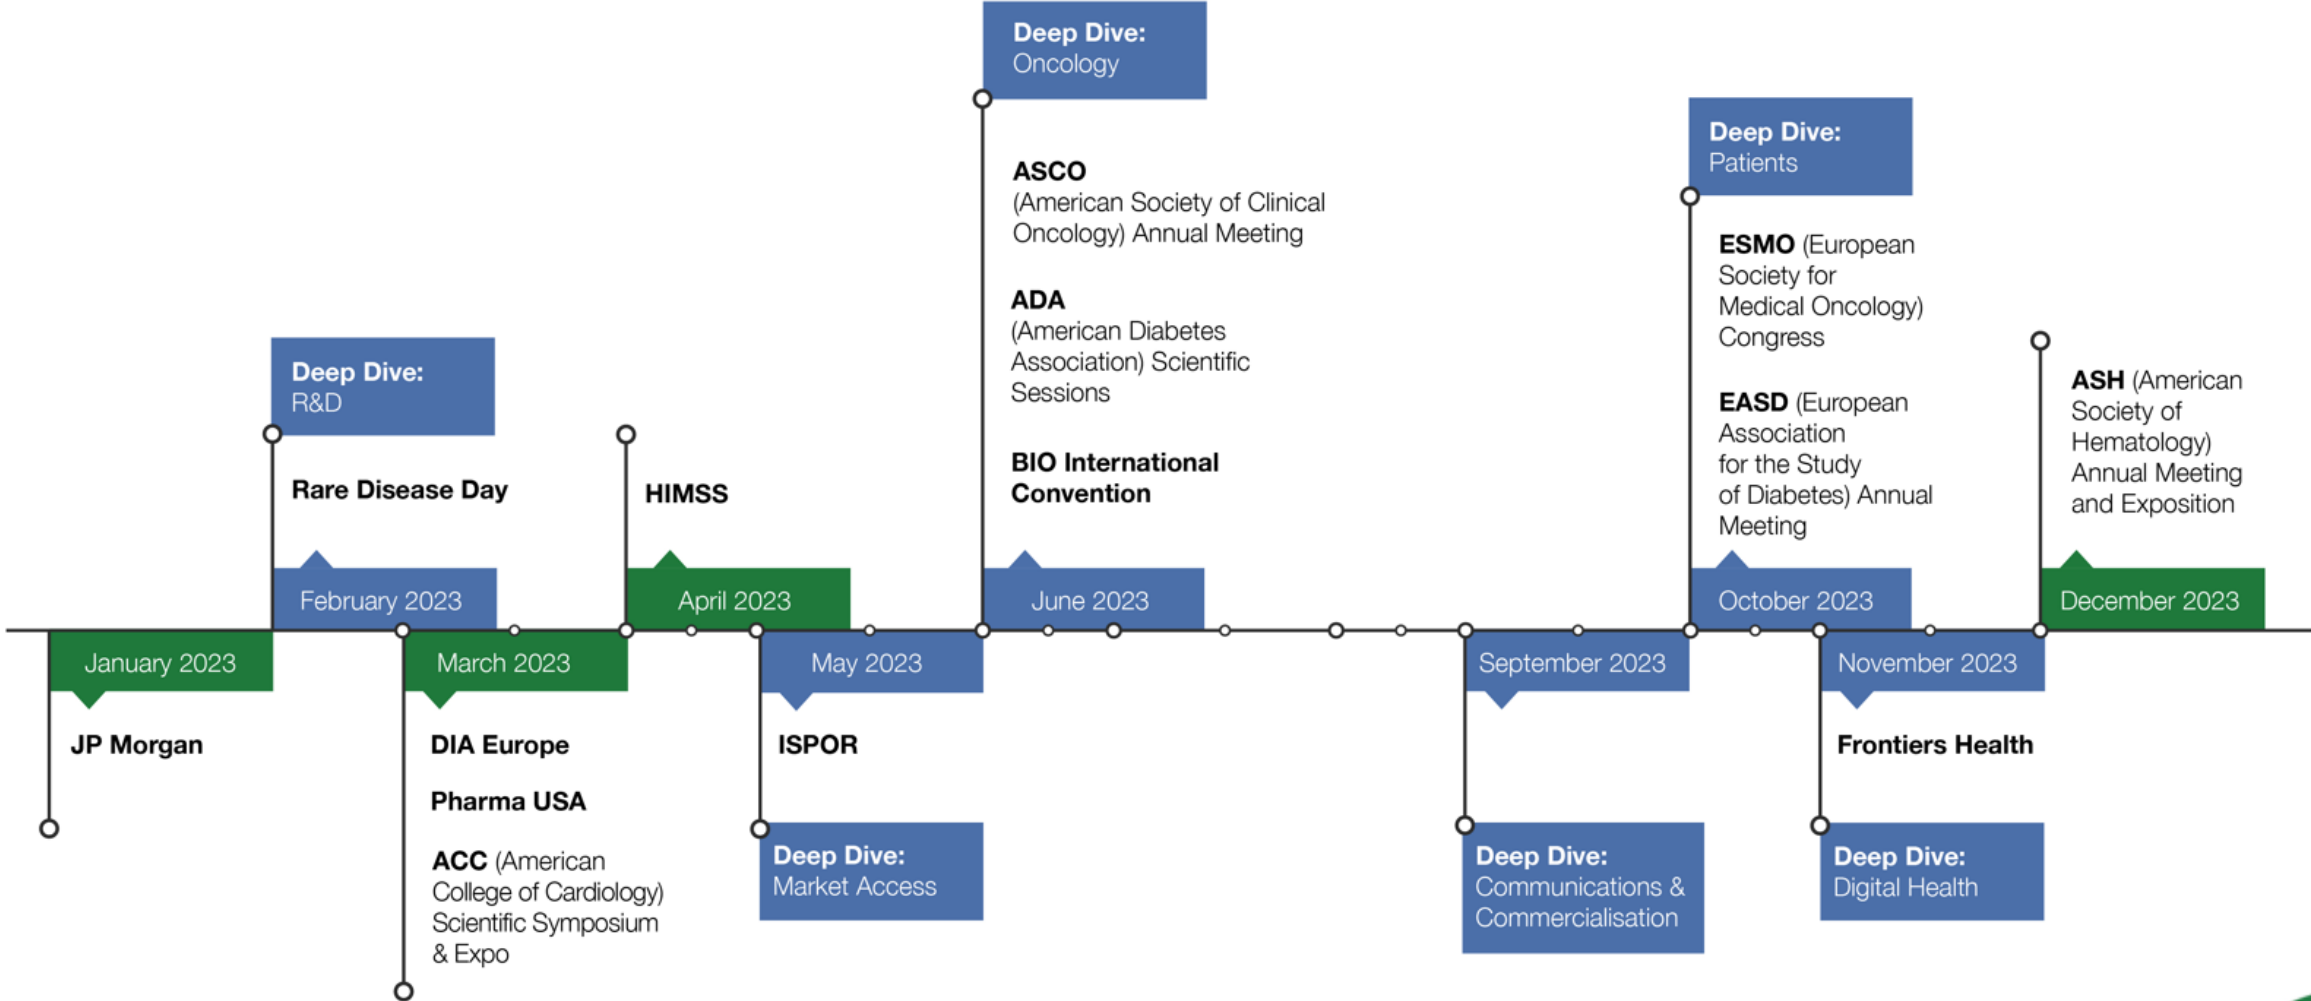 Deep Dive:
Oncology
ASCO
(American Society of Clinical
Oncology) Annual Meeting
ADA
(American Diabetes
Association) Scientific
Sessions
BIO International
Convention
Deep Dive:
Patients
ESMO (European
Society for
Medical Oncology)
Congress
EASD (European
Association
for the Study
of Diabetes) Annual
Meeting
Deep Dive:
R&D
Rare Disease Day
HIMSS
ASH (American
Society of
Hematology)
Annual Meeting
and Exposition
February 2023
April 2023
June 2023
October 2023
December 2023
January 2023
March 2023
May 2023
September 2023
November 2023
JP Morgan
DIA Europe
Pharma USA
ACC (American
College of Cardiology)
Scientific Symposium
& Expo
ISPOR
Deep Dive:
Market Access
Deep Dive:
Communications &
Commercialisation
Frontiers Health
Deep Dive:
Digital Health